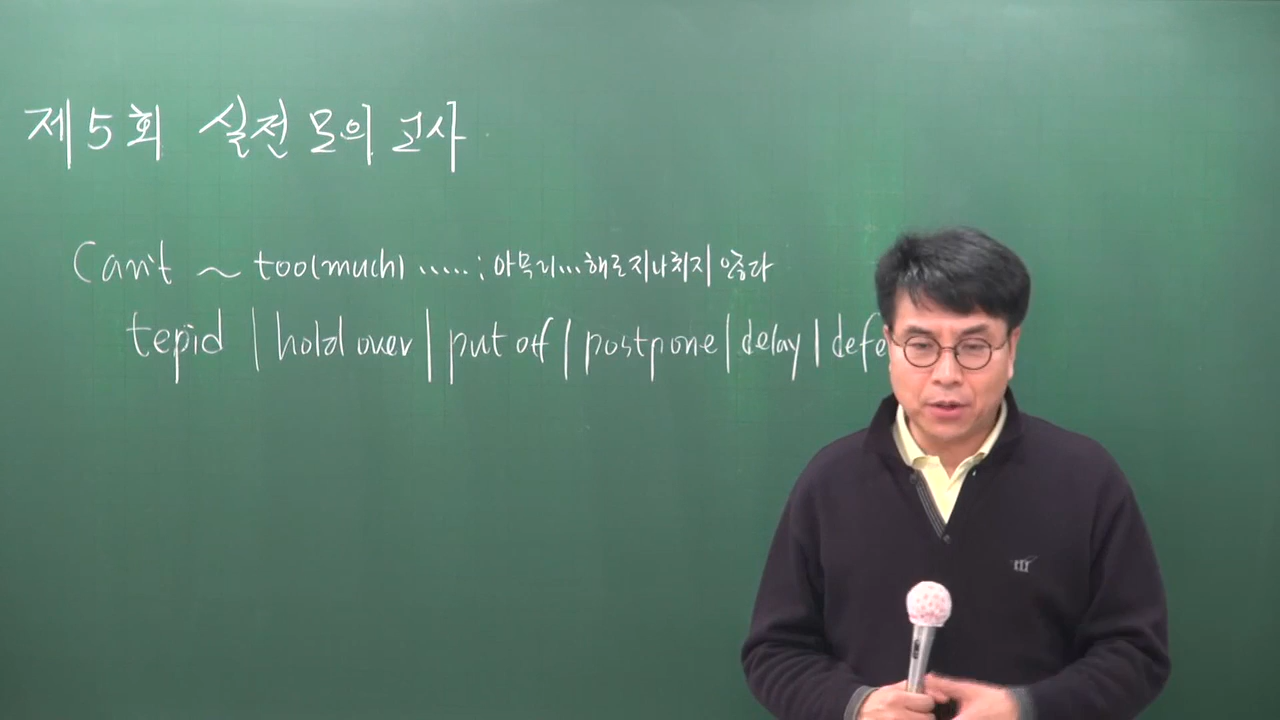 제5회 실전모의고사
Can't ~ too(much) ..... : 아무리...해도지나치지 않다
tepid | hold over | put off | postpone | delay | defe